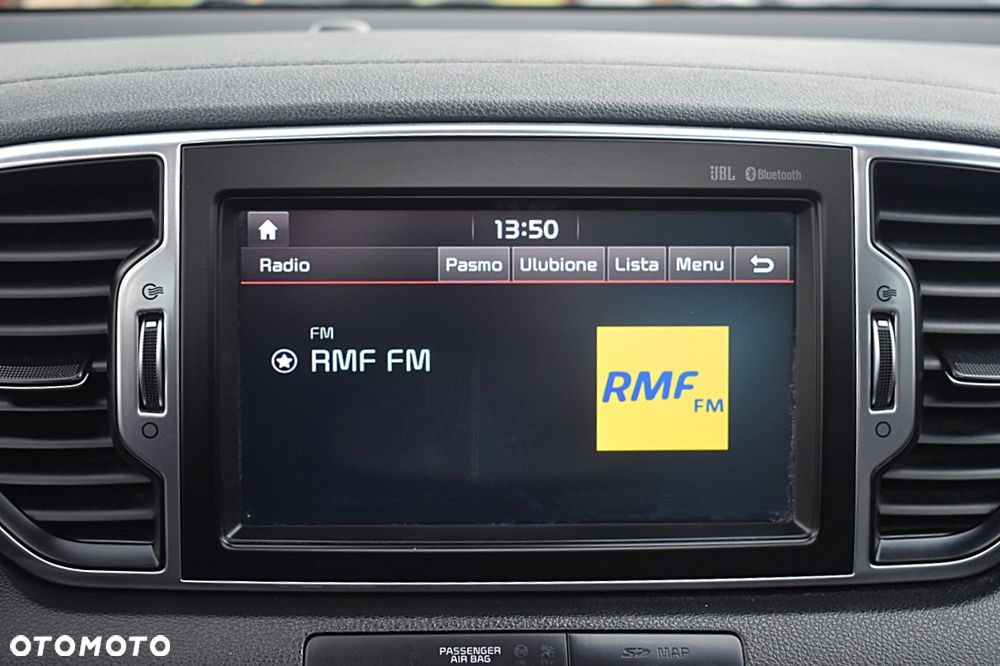 JBL Bluetooth
13:50
Radio Pasmo Ulubione Lista Menu
FM
RMF FM
RMF
FM
PASSENGER
AIR BAG
SD MAP
OTOMOTO